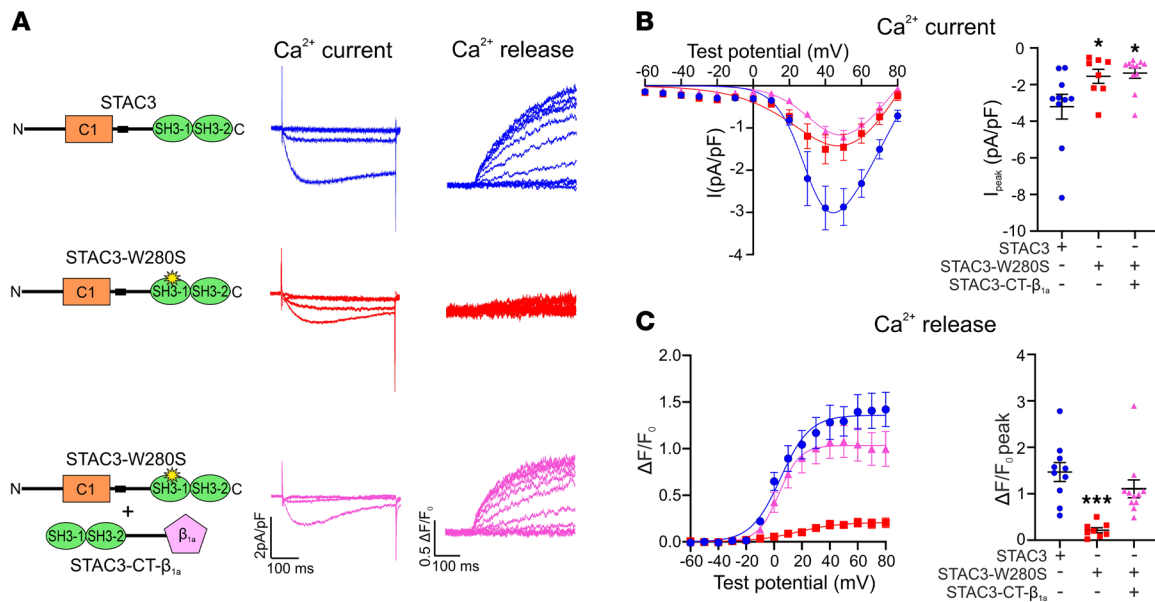 A
Ca²⁺ current
Ca²⁺ release
STAC3
N
C1
SH3-1
SH3-2
C
STAC3-W280S
N
C1
SH3-1
SH3-2
C
STAC3-W280S
N
C1
SH3-1
SH3-2
C
+
SH3-1
SH3-2
β₁ₐ
STAC3-CT-β₁ₐ
2pA/pF
100 ms
0.5 ΔF/F₀
100 ms
B
Ca²⁺ current
Test potential (mV)
-60 -40 -20 0 20 40 60 80
-1
-2
-3
-4
I(pA/pF)
0
-2
-4
-6
-8
-10
I_peak (pA/pF)
* *
STAC3 + - -
STAC3-W280S - + +
STAC3-CT-β₁ₐ - - +
C
Ca²⁺ release
2.0
1.5
1.0
0.5
0.0
ΔF/F₀
-60 -40 -20 0 20 40 60 80
Test potential (mV)
4
3
2
1
0
ΔF/F₀ peak
***
STAC3 + - -
STAC3-W280S - + +
STAC3-CT-β₁ₐ - - +